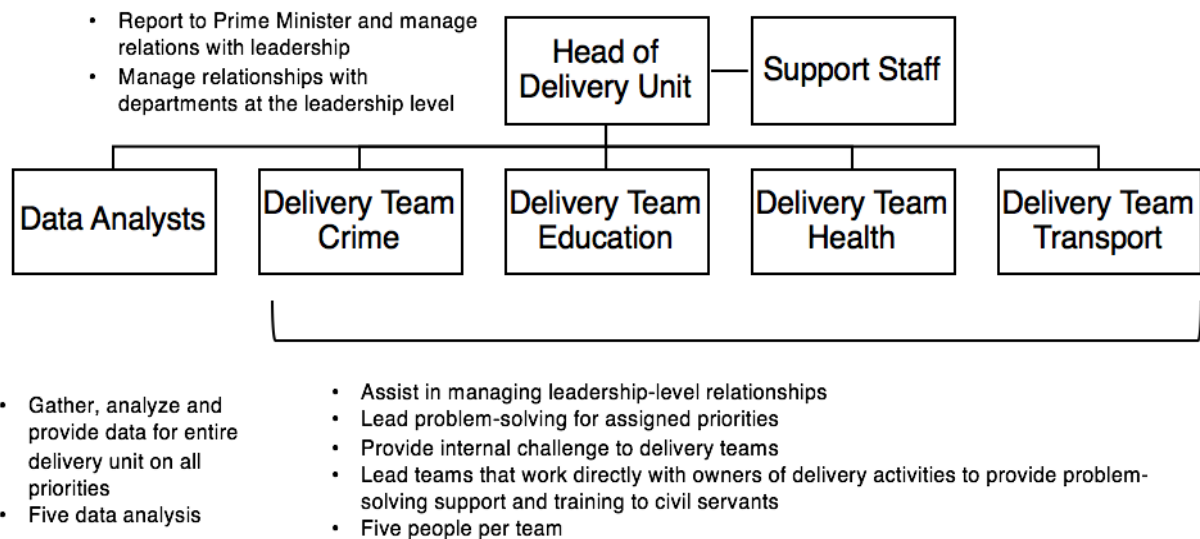 • Report to Prime Minister and manage
relations with leadership
• Manage relationships with
departments at the leadership level
Head of
Delivery Unit
Support Staff
Data Analysts
Delivery Team
Crime
Delivery Team
Education
Delivery Team
Health
Delivery Team
Transport
• Gather, analyze and
provide data for entire
delivery unit on all
priorities
• Five data analysis
• Assist in managing leadership-level relationships
• Lead problem-solving for assigned priorities
• Provide internal challenge to delivery teams
• Lead teams that work directly with owners of delivery activities to provide problem-
solving support and training to civil servants
• Five people per team